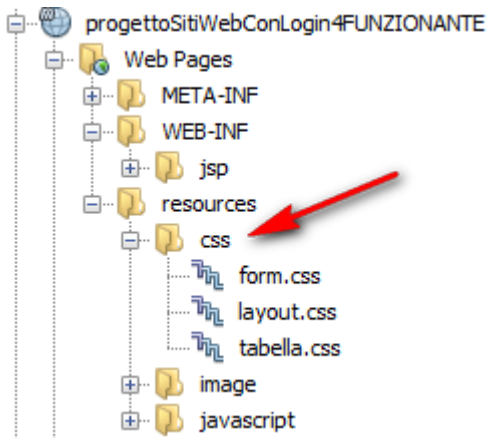 progettoSitiWebConLogin4FUNZIONANTE
Web Pages
META-INF
WEB-INF
jsp
resources
css
form.css
layout.css
tabella.css
image
javascript